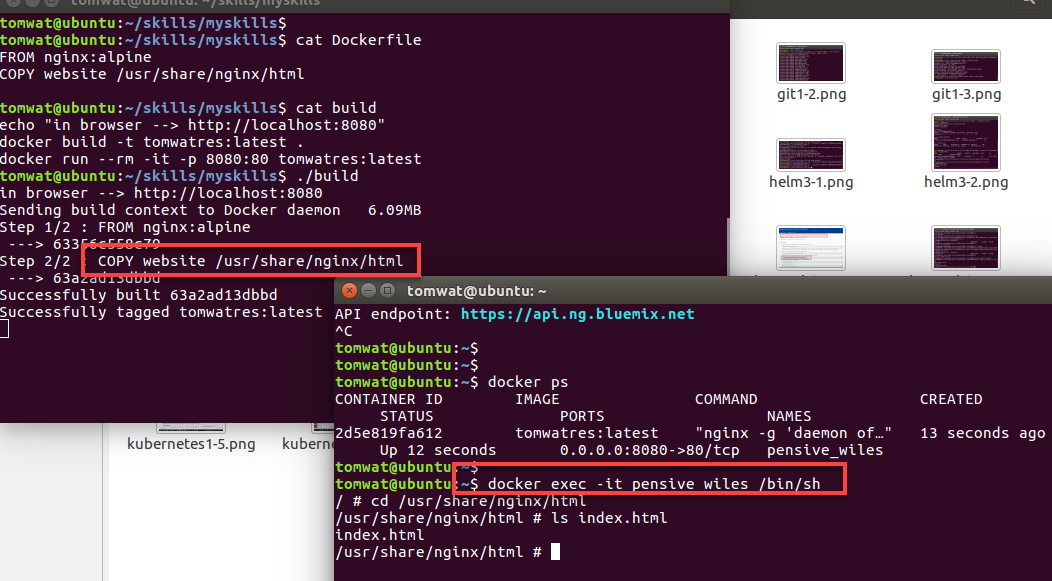 tomwat@ubuntu: ~/skills/myskills
tomwat@ubuntu:~/skills/myskills$
tomwat@ubuntu:~/skills/myskills$ cat Dockerfile
FROM nginx:alpine
COPY website /usr/share/nginx/html
tomwat@ubuntu:~/skills/myskills$ cat build
echo "in browser --> http://localhost:8080"
docker build -t tomwatres:latest .
docker run --rm -it -p 8080:80 tomwatres:latest
tomwat@ubuntu:~/skills/myskills$ ./build
in browser --> http://localhost:8080
Sending build context to Docker daemon   6.09MB
Step 1/2 : FROM nginx:alpine
---> 63356c558c79
Step 2/2 : COPY website /usr/share/nginx/html
---> 63a2ad13dbbd
Successfully built 63a2ad13dbbd
Successfully tagged tomwatres:latest
git1-2.png
git1-3.png
helm3-1.png
helm3-2.png
kubernetes1-5.png
tomwat@ubuntu: ~
API endpoint: https://api.ng.bluemix.net
^C
tomwat@ubuntu:~$
tomwat@ubuntu:~$
tomwat@ubuntu:~$ docker ps
CONTAINER ID        IMAGE               COMMAND                  CREATED
STATUS              PORTS                  NAMES
2d5e819fa612        tomwatres:latest    "nginx -g 'daemon of…"   13 seconds ago
Up 12 seconds       0.0.0.0:8080->80/tcp   pensive_wiles
tomwat@ubuntu:~$
tomwat@ubuntu:~$ docker exec -it pensive_wiles /bin/sh
/ # cd /usr/share/nginx/html
/usr/share/nginx/html # ls index.html
index.html
/usr/share/nginx/html #